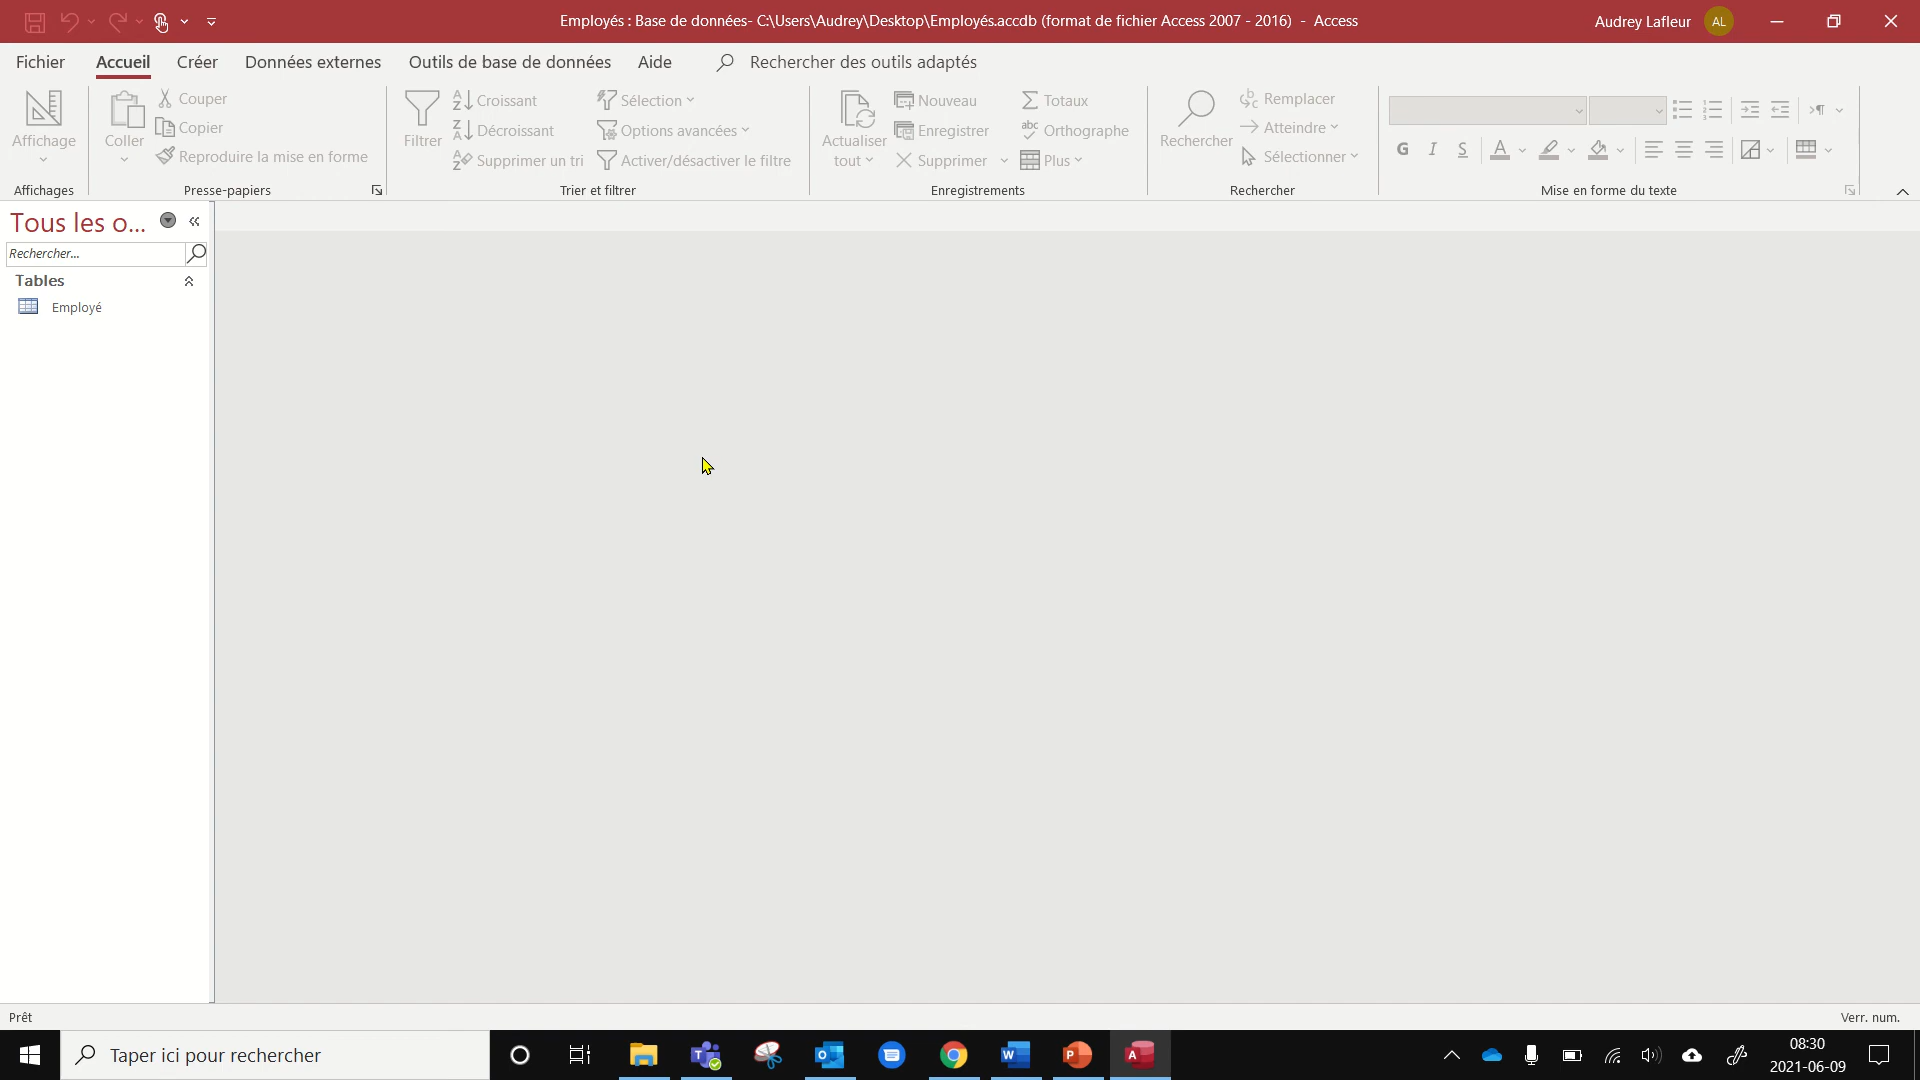 Employés : Base de données- C:\Users\Audrey\Desktop\Employés.accdb (format de fichier Access 2007 - 2016) - Access
Audrey Lafleur AL
Fichier Accueil Créer Données externes Outils de base de données Aide Rechercher des outils adaptés
Affichage
Affichages
Coller
Couper
Copier
Reproduire la mise en forme
Presse-papiers
Filtrer
Croissant
Décroissant
Supprimer un tri
Sélection
Options avancées
Activer/désactiver le filtre
Trier et filtrer
Actualiser
tout
Nouveau
Enregistrer
Supprimer
Totaux
Orthographe
Plus
Enregistrements
Rechercher
Remplacer
Atteindre
Sélectionner
Rechercher
G I S A
Mise en forme du texte
Tous les o...
Rechercher...
Tables
Employé
Prêt
Verr. num.
Taper ici pour rechercher
08:30
2021-06-09